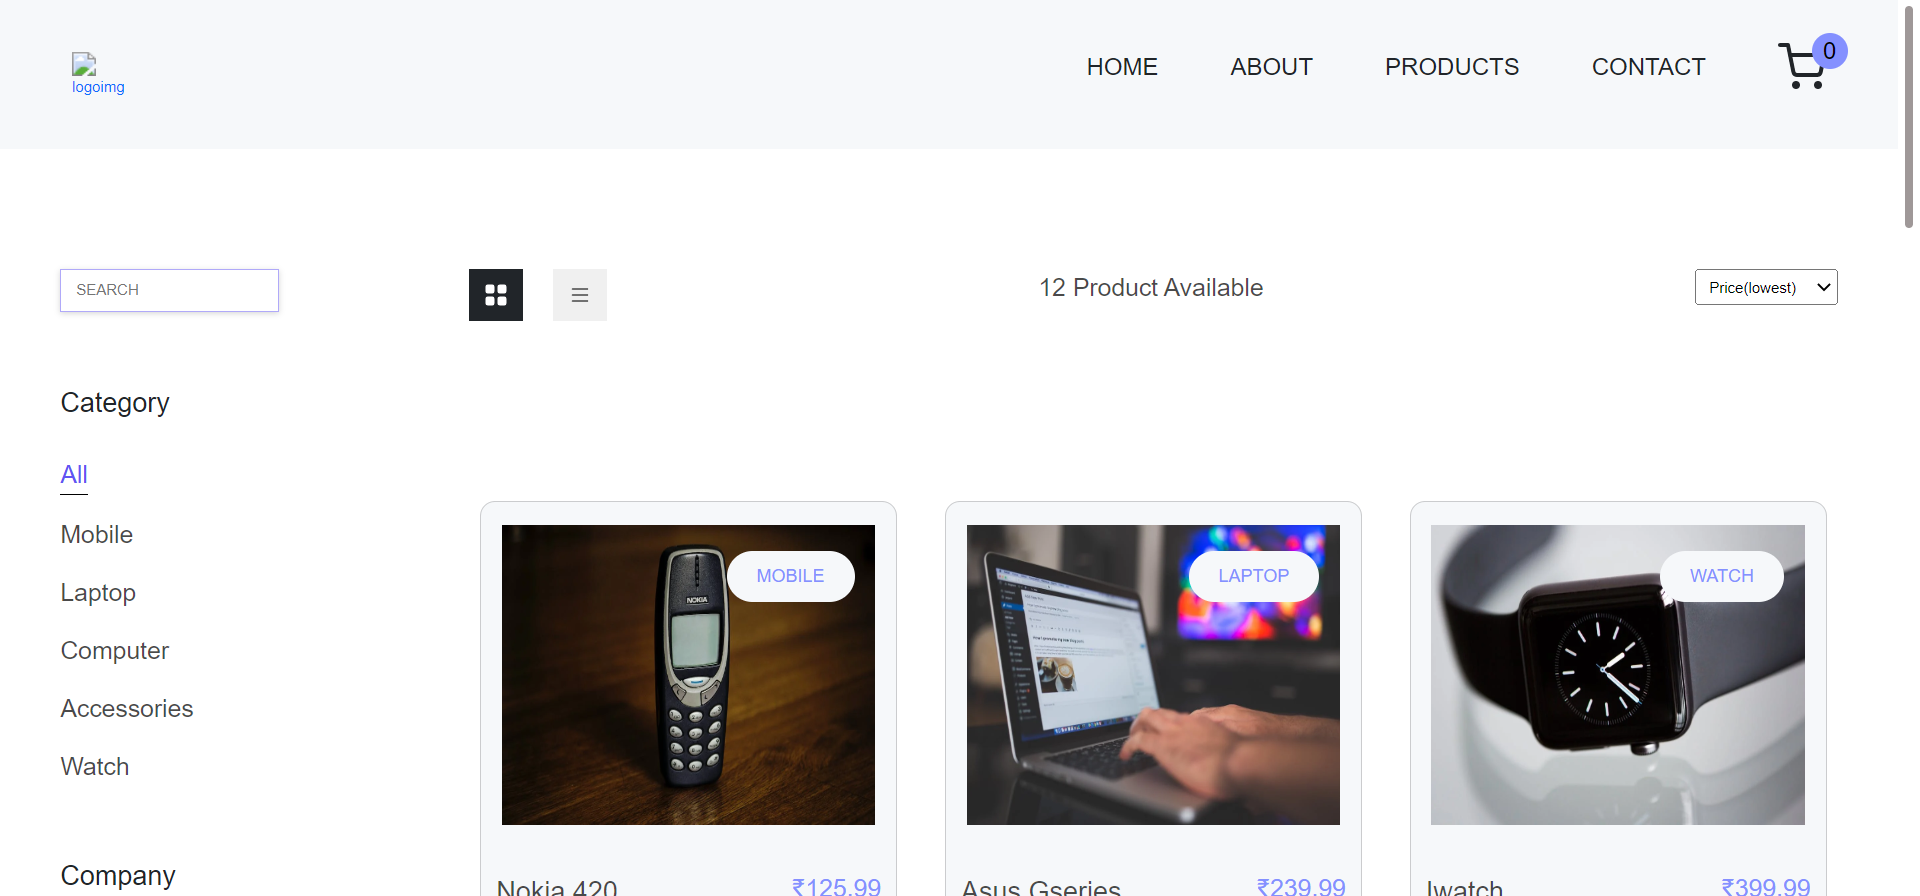 logoimg
HOME
ABOUT
PRODUCTS
CONTACT
0
SEARCH
12 Product Available
Price(lowest)
Category
All
Mobile
Laptop
Computer
Accessories
Watch
Company
MOBILE
NOKIA
Nokia 420
₹125.99
LAPTOP
Asus Gseries
₹239.99
WATCH
Iwatch
₹399.99